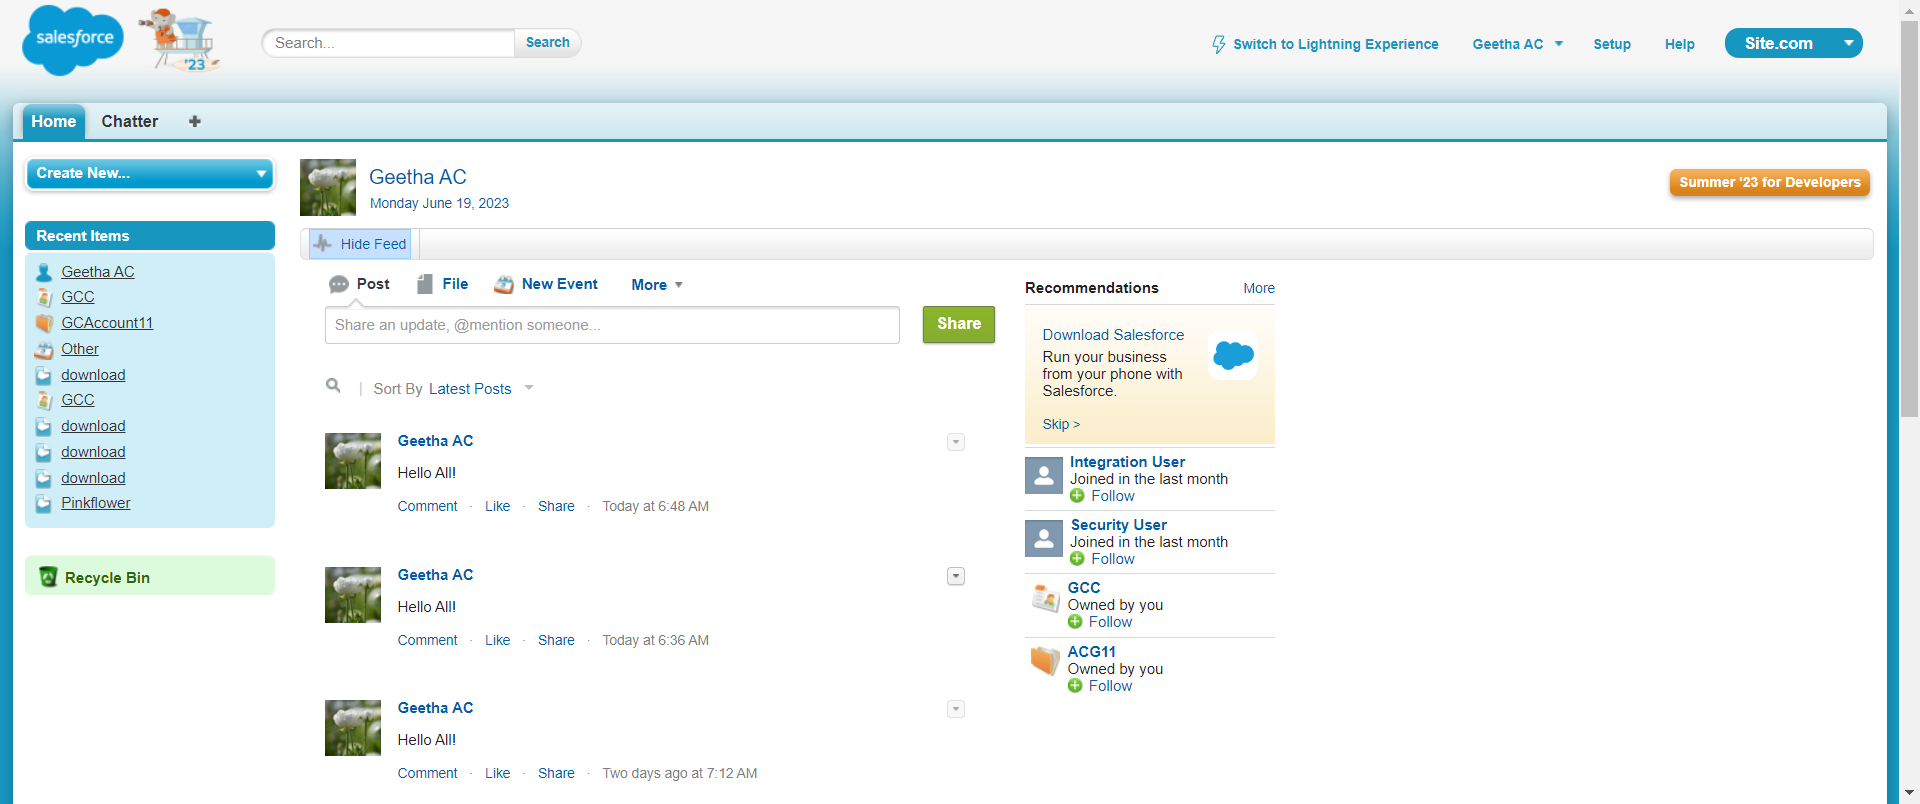 salesforce
'23
Search...
Search
Switch to Lightning Experience
Geetha AC
Setup
Help
Site.com
Home
Chatter
Create New...
Geetha AC
Monday June 19, 2023
Summer '23 for Developers
Recent Items
Geetha AC
GCC
GCAccount11
Other
download
GCC
download
download
download
Pinkflower
Recycle Bin
Hide Feed
Post
File
New Event
More
Share an update, @mention someone...
Share
| Sort By Latest Posts
Geetha AC
Hello All!
Comment · Like · Share · Today at 6:48 AM
Geetha AC
Hello All!
Comment · Like · Share · Today at 6:36 AM
Geetha AC
Hello All!
Comment · Like · Share · Two days ago at 7:12 AM
Recommendations
More
Download Salesforce
Run your business
from your phone with
Salesforce.
Skip >
Integration User
Joined in the last month
Follow
Security User
Joined in the last month
Follow
GCC
Owned by you
Follow
ACG11
Owned by you
Follow